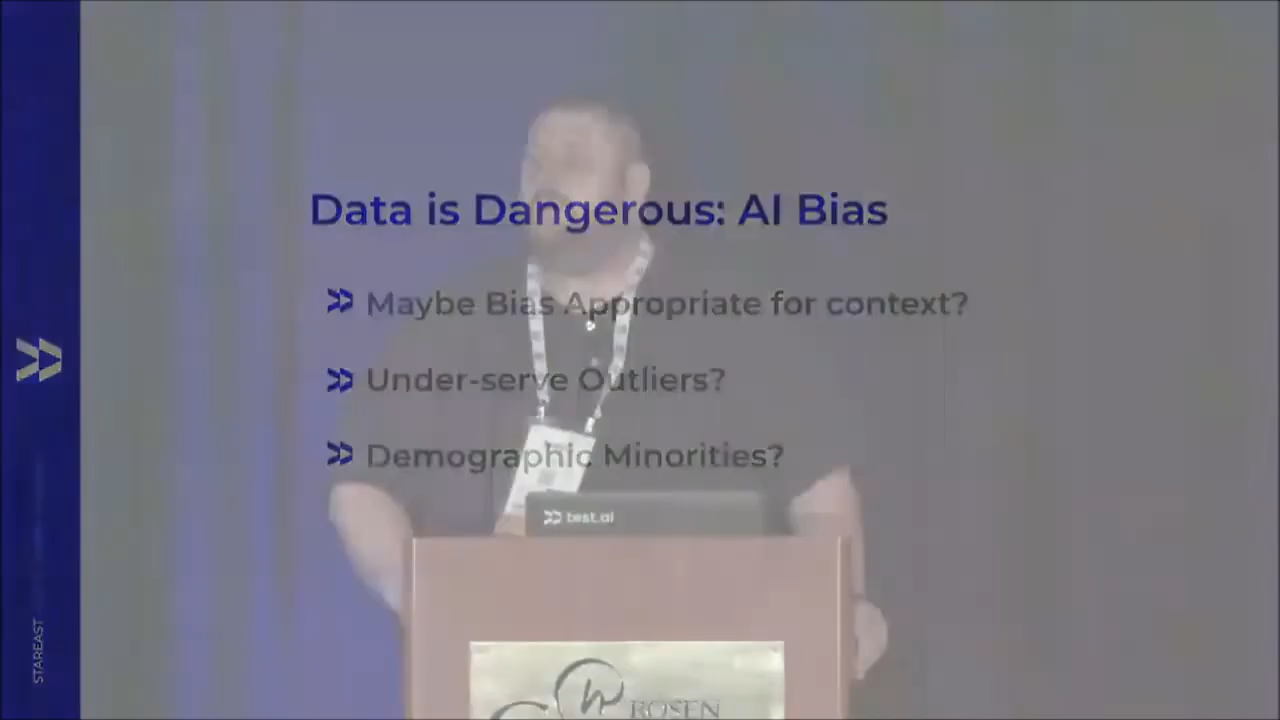 Data is Dangerous: AI Bias
Maybe Bias Appropriate for context?
Under-serve Outliers?
Demographic Minorities?
test.ai
STAREAST
ROSEN